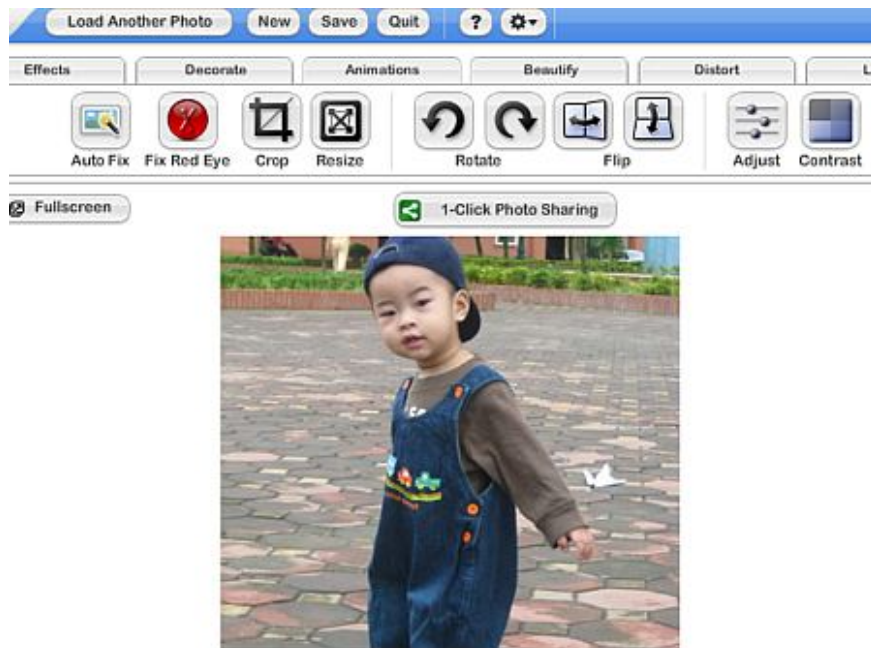 Load Another Photo New Save Quit ?
Effects Decorate Animations Beautify Distort
Auto Fix Fix Red Eye Crop Resize Rotate Flip Adjust Contrast
Fullscreen 1-Click Photo Sharing